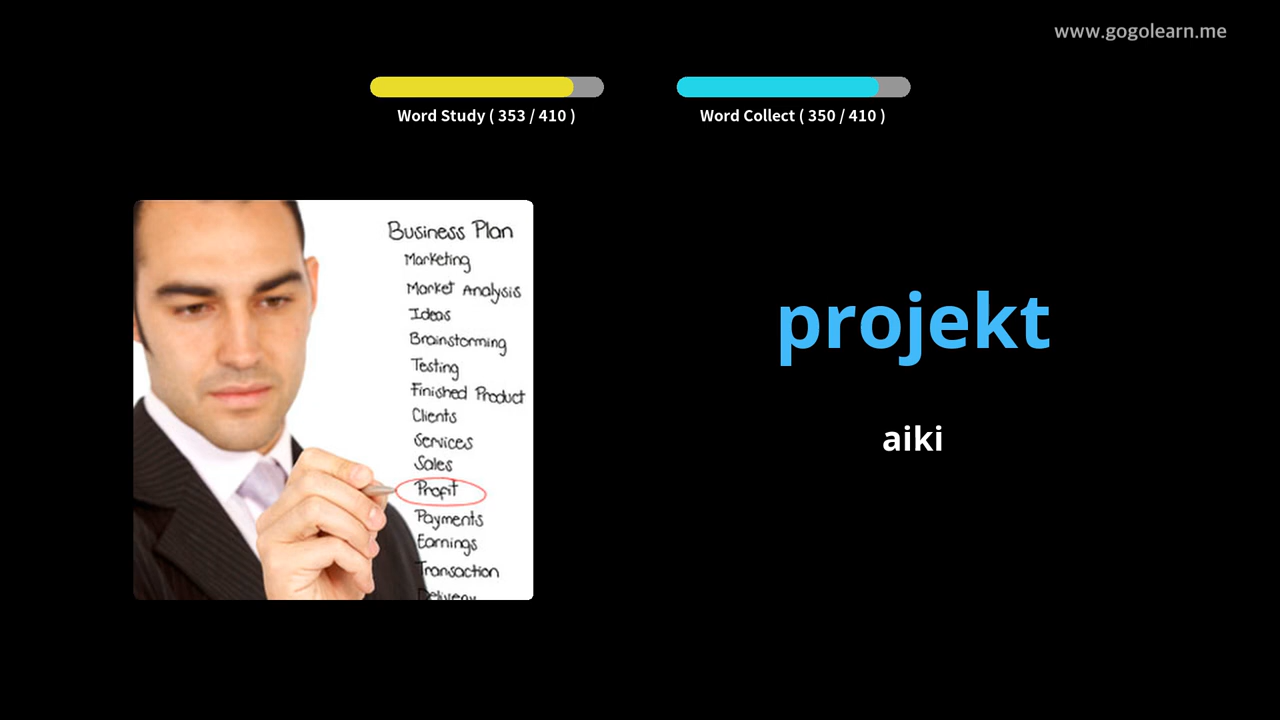 www.gogolearn.me
Word Study ( 353 / 410 )
Word Collect ( 350 / 410 )
Business Plan
Marketing
Market Analysis
Ideas
Brainstorming
Testing
Finished Product
Clients
Services
Sales
Profit
Payments
Earnings
Transaction
Delivery
projekt
aiki